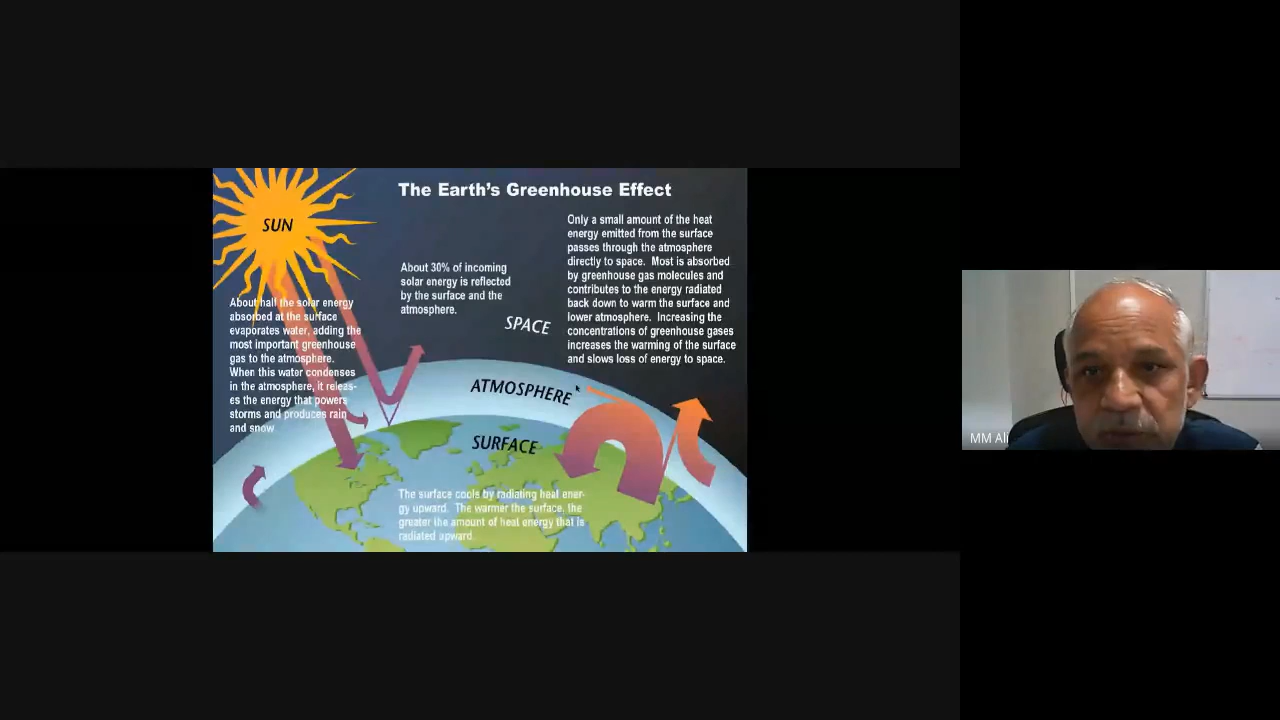 The Earth's Greenhouse Effect
SUN
Only a small amount of the heat
energy emitted from the surface
passes through the atmosphere
directly to space. Most is absorbed
by greenhouse gas molecules and
contributes to the energy radiated
back down to warm the surface and
lower atmosphere. Increasing the
concentrations of greenhouse gases
increases the warming of the surface
and slows loss of energy to space.
About 30% of incoming
solar energy is reflected
by the surface and the
atmosphere.
SPACE
About half the solar energy
absorbed at the surface
evaporates water, adding the
most important greenhouse
gas to the atmosphere.
When this water condenses
in the atmosphere, it releas-
es the energy that powers
storms and produces rain
and snow
ATMOSPHERE
SURFACE
The surface cools by radiating heat ener-
gy upward. The warmer the surface, the
greater the amount of heat energy that is
radiated upward.
MM Ali